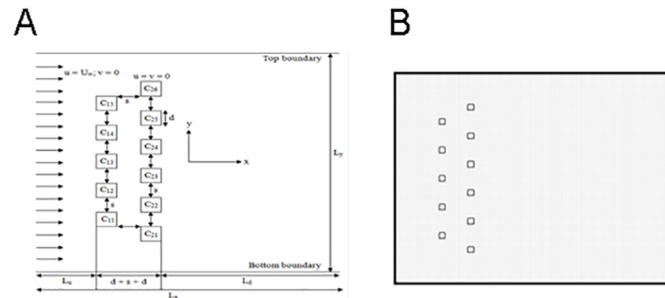 A
B
Top boundary
u = U∞; v = 0
u = v = 0
C26
s
C15
C25
d
C14
C24
y
Ly
x
C13
C23
C12
s
s
C22
C11
C21
Bottom boundary
Lu
d + s + d
Ld